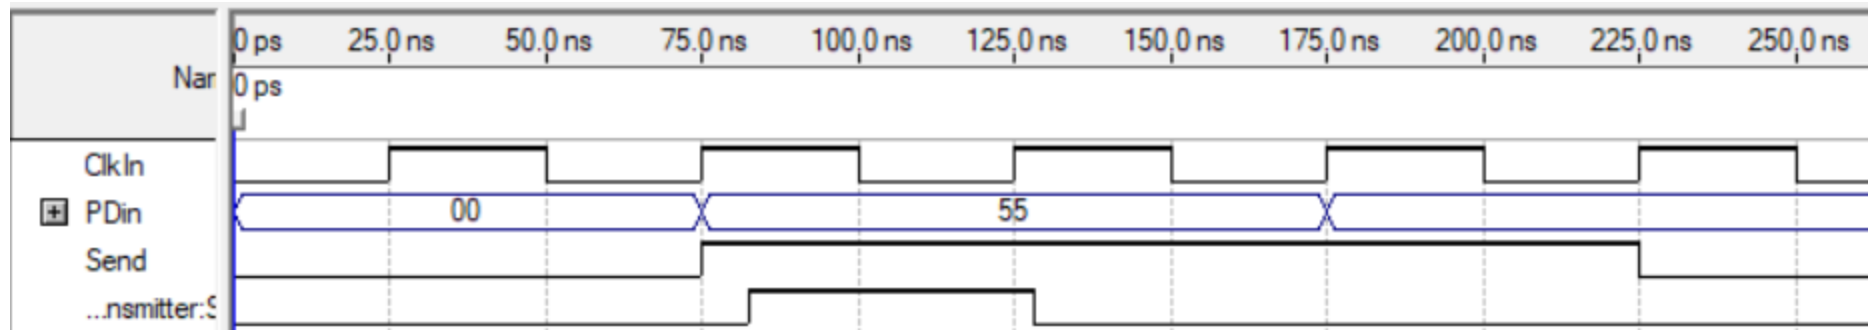 0 ps 25.0 ns 50.0 ns 75.0 ns 100.0 ns 125.0 ns 150.0 ns 175.0 ns 200.0 ns 225.0 ns 250.0 ns
Nar
0 ps
ClkIn
PDin 00 55
Send
...nsmitter:S